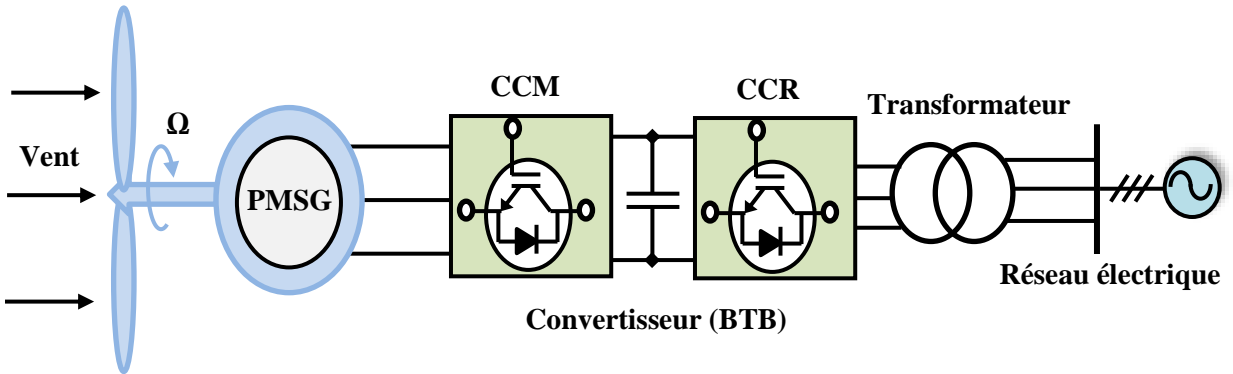 CCM
CCR
Transformateur
Ω
Vent
PMSG
Réseau électrique
Convertisseur (BTB)